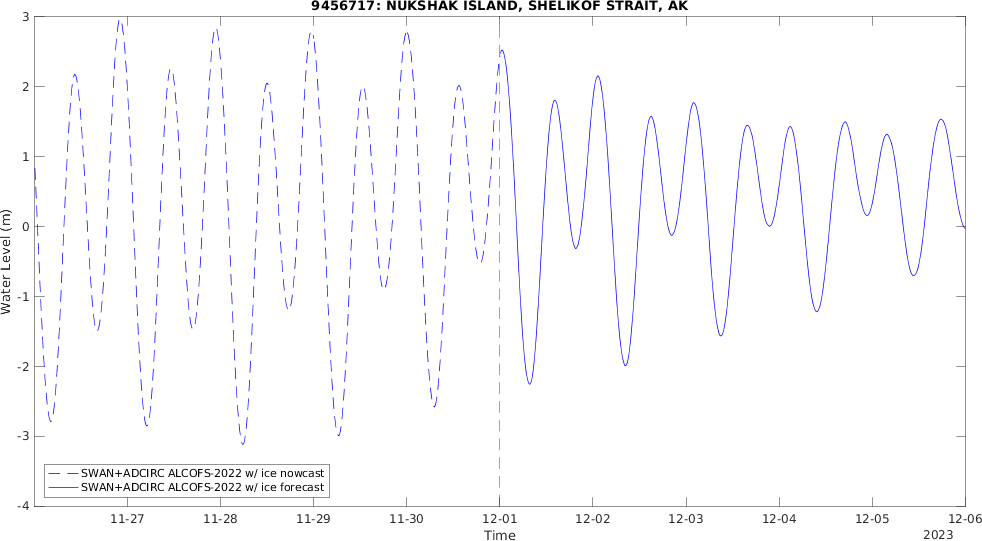 9456717: NUKSHAK ISLAND, SHELIKOF STRAIT, AK
3
2
1
0
-1
-2
-3
-4
Water Level (m)
SWAN+ADCIRC ALCOFS-2022 w/ ice nowcast
SWAN+ADCIRC ALCOFS-2022 w/ ice forecast
11-27 11-28 11-29 11-30 12-01 12-02 12-03 12-04 12-05 12-06
Time
2023